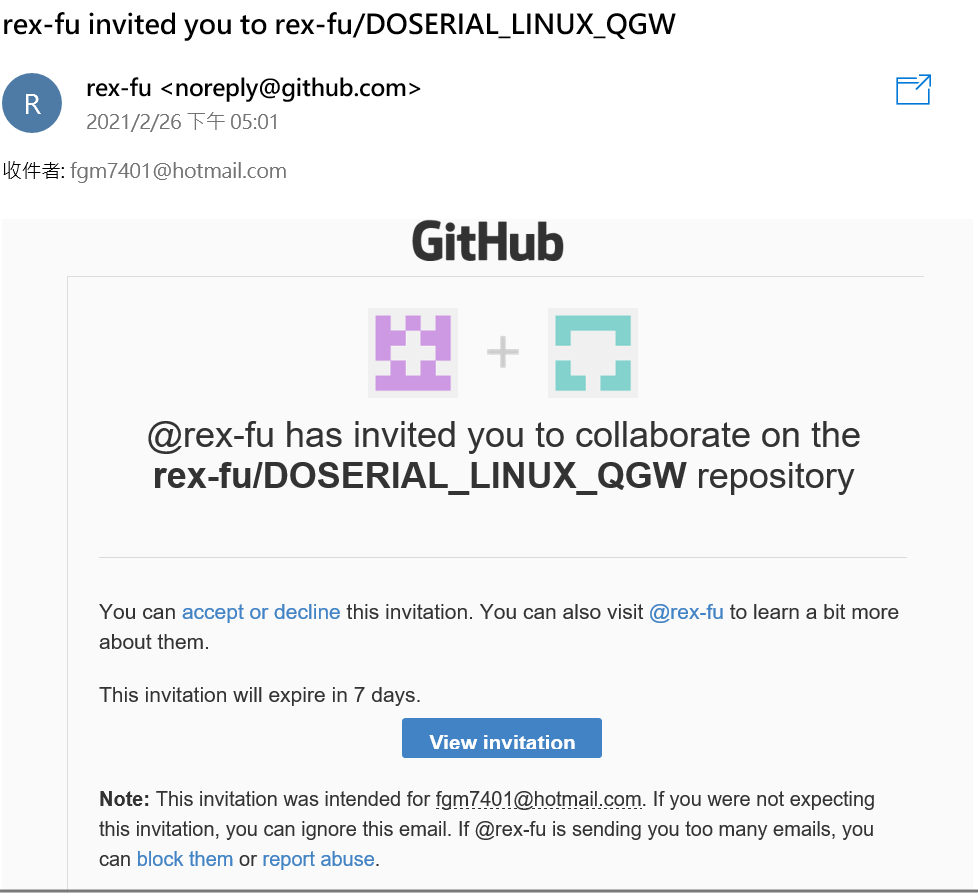 rex-fu invited you to rex-fu/DOSERIAL_LINUX_QGW
R
rex-fu <noreply@github.com>
2021/2/26 下午 05:01
收件者: fgm7401@hotmail.com
GitHub
@rex-fu has invited you to collaborate on the
rex-fu/DOSERIAL_LINUX_QGW repository
You can accept or decline this invitation. You can also visit @rex-fu to learn a bit more
about them.
This invitation will expire in 7 days.
View invitation
Note: This invitation was intended for fgm7401@hotmail.com. If you were not expecting
this invitation, you can ignore this email. If @rex-fu is sending you too many emails, you
can block them or report abuse.